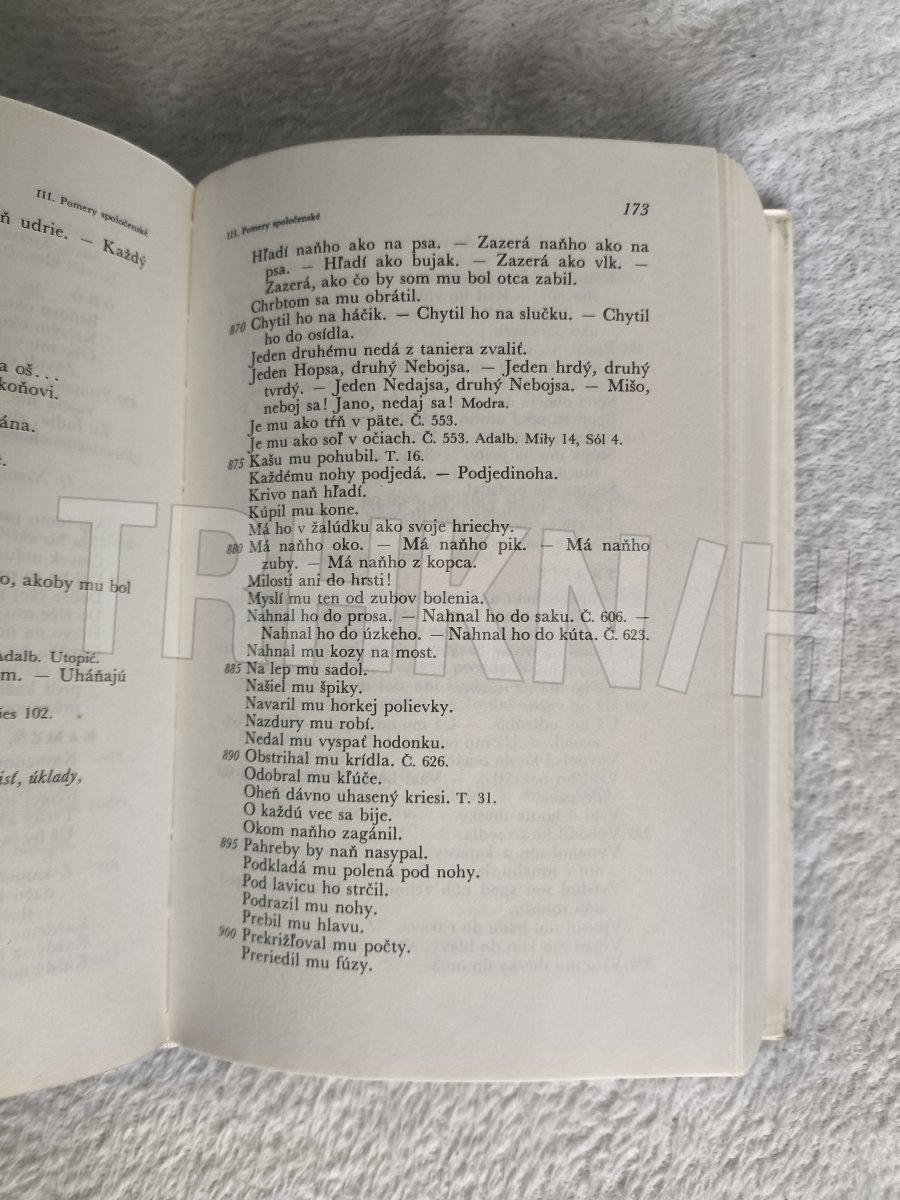 III. Pomery spoločenské
ň udrie. — Každý
a oš...
koňovi.
ána.
e.
o, akoby mu bol
Adalb. Utopić.
m. — Uháňajú
ies 102.
isť, úklady,
III. Pomery spoločenské
173
Hľadí naňho ako na psa. — Zazerá naňho ako na
psa. — Hľadí ako bujak. — Zazerá ako vlk. —
Zazerá, ako čo by som mu bol otca zabil.
Chrbtom sa mu obrátil.
870 Chytil ho na háčik. — Chytil ho na slučku. — Chytil
ho do osídla.
Jeden druhému nedá z taniera zvaliť.
Jeden Hopsa, druhý Nebojsa. — Jeden hrdý, druhý
tvrdý. — Jeden Nedajsa, druhý Nebojsa. — Mišo,
neboj sa! Jano, nedaj sa! Modra.
Je mu ako tŕň v päte. Č. 553.
Je mu ako soľ v očiach. Č. 553. Adalb. Miły 14, Sól 4.
875 Kašu mu pohubil. T. 16.
Každému nohy podjedá. — Podjedinoha.
Krivo naň hľadí.
Kúpil mu kone.
Má ho v žalúdku ako svoje hriechy.
880 Má naňho oko. — Má naňho pik. — Má naňho
zuby. — Má naňho z kopca.
Milosti ani do hrsti!
Myslí mu ten od zubov bolenia.
Nahnal ho do prosa. — Nahnal ho do saku. Č. 606. —
Nahnal ho do úzkeho. — Nahnal ho do kúta. Č. 623.
Nahnal mu kozy na most.
885 Na lep mu sadol.
Našiel mu špiky.
Navaril mu horkej polievky.
Nazdury mu robí.
Nedal mu vyspať hodonku.
890 Obstrihal mu krídla. Č. 626.
Odobral mu kľúče.
Oheň dávno uhasený kriesi. T. 31.
O každú vec sa bije.
Okom naňho zagánil.
895 Pahreby by naň nasypal.
Podkladá mu polená pod nohy.
Pod lavicu ho strčil.
Podrazil mu nohy.
Prebil mu hlavu.
900 Prekrižľoval mu počty.
Preriedil mu fúzy.